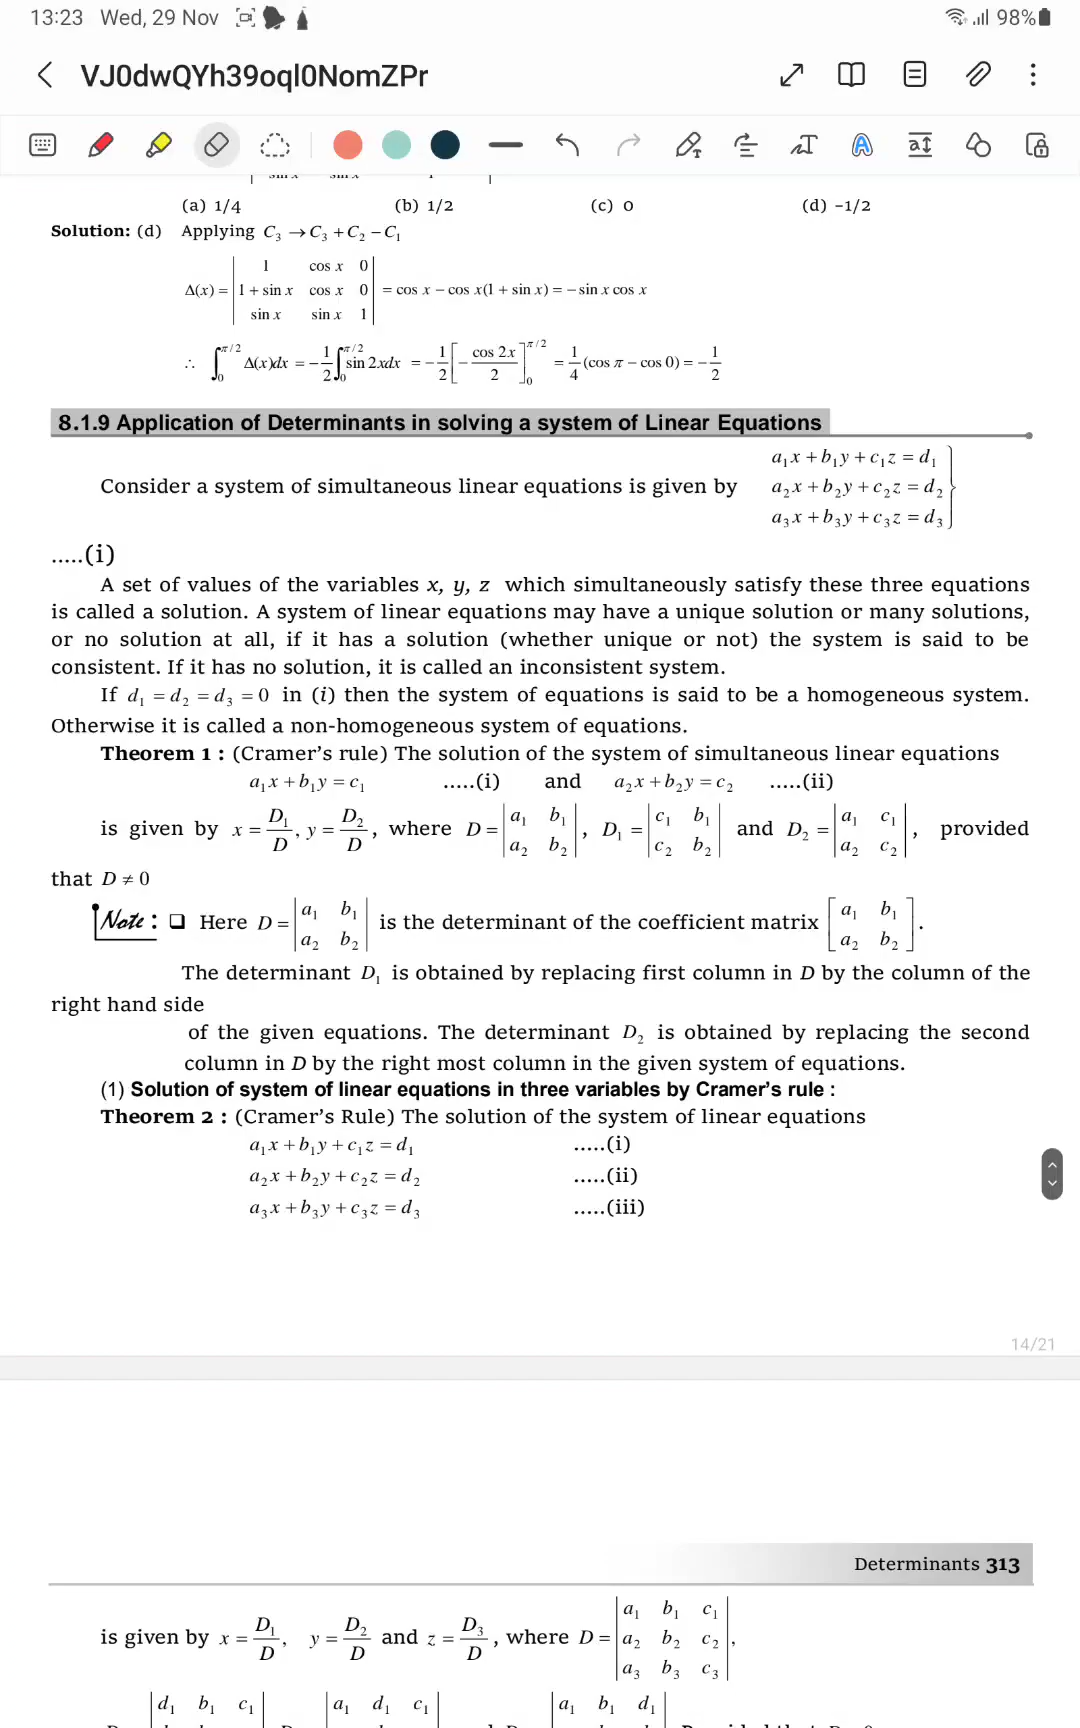 13:23 Wed, 29 Nov 98%
VJ0dwQYh39oql0NomZPr
sin x sin x 1
(a) 1/4 (b) 1/2 (c) 0 (d) –1/2
Solution: (d) Applying C₃ → C₃ + C₂ − C₁
Δ(x) = | 1 cos x 0 ; 1 + sin x cos x 0 ; sin x sin x 1 | = cos x − cos x(1 + sin x) = − sin x cos x
∴ ∫₀^{π/2} Δ(x)dx = −1/2 ∫₀^{π/2} sin 2xdx = −1/2 [− cos 2x / 2]₀^{π/2} = 1/4 (cos π − cos 0) = −1/2
8.1.9 Application of Determinants in solving a system of Linear Equations
Consider a system of simultaneous linear equations is given by a₁x + b₁y + c₁z = d₁
a₂x + b₂y + c₂z = d₂
a₃x + b₃y + c₃z = d₃
.....(i)
A set of values of the variables x, y, z which simultaneously satisfy these three equations
is called a solution. A system of linear equations may have a unique solution or many solutions,
or no solution at all, if it has a solution (whether unique or not) the system is said to be
consistent. If it has no solution, it is called an inconsistent system.
If d₁ = d₂ = d₃ = 0 in (i) then the system of equations is said to be a homogeneous system.
Otherwise it is called a non-homogeneous system of equations.
Theorem 1 : (Cramer's rule) The solution of the system of simultaneous linear equations
a₁x + b₁y = c₁ .....(i) and a₂x + b₂y = c₂ .....(ii)
is given by x = D₁/D, y = D₂/D, where D = | a₁ b₁ ; a₂ b₂ |, D₁ = | c₁ b₁ ; c₂ b₂ | and D₂ = | a₁ c₁ ; a₂ c₂ |, provided
that D ≠ 0
Note : ❑ Here D = | a₁ b₁ ; a₂ b₂ | is the determinant of the coefficient matrix [ a₁ b₁ ; a₂ b₂ ].
The determinant D₁ is obtained by replacing first column in D by the column of the
right hand side
of the given equations. The determinant D₂ is obtained by replacing the second
column in D by the right most column in the given system of equations.
(1) Solution of system of linear equations in three variables by Cramer's rule :
Theorem 2 : (Cramer's Rule) The solution of the system of linear equations
a₁x + b₁y + c₁z = d₁ .....(i)
a₂x + b₂y + c₂z = d₂ .....(ii)
a₃x + b₃y + c₃z = d₃ .....(iii)
14/21
Determinants 313
is given by x = D₁/D, y = D₂/D and z = D₃/D, where D = | a₁ b₁ c₁ ; a₂ b₂ c₂ ; a₃ b₃ c₃ |,
d₁ b₁ c₁ a₁ d₁ c₁ a₁ b₁ d₁